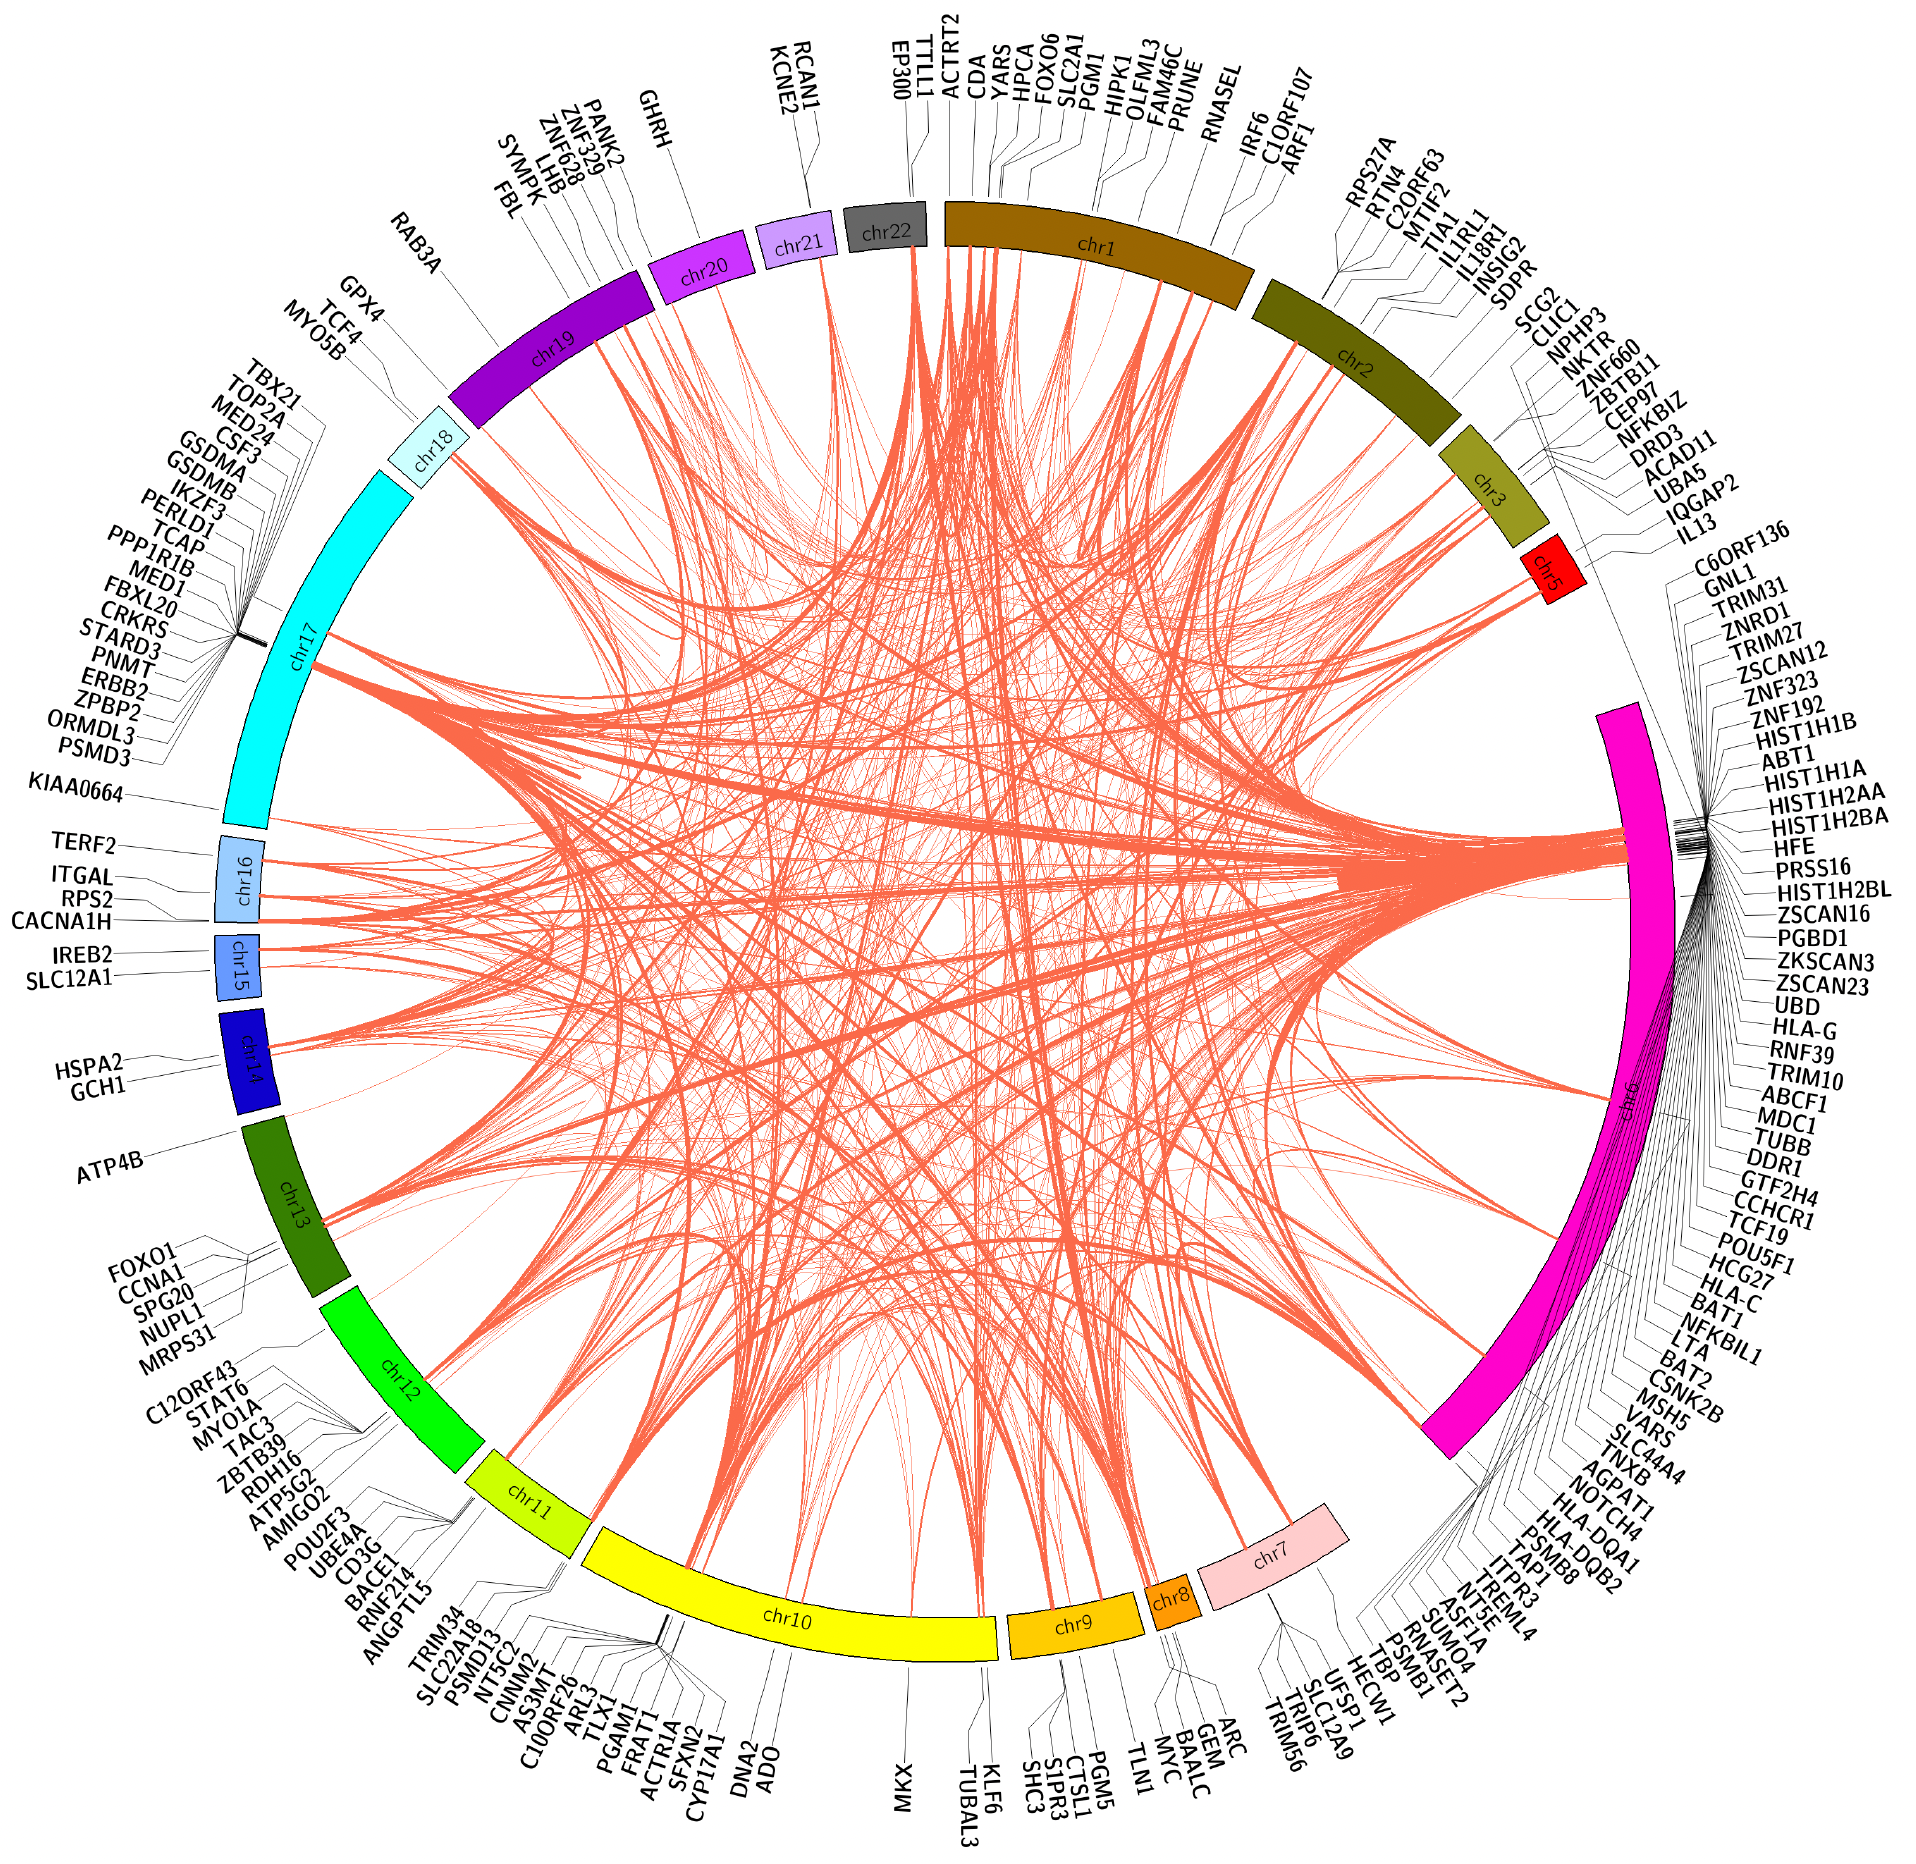 ACTRT2
CDA
YARS
HPCA
FOXO6
SLC2A1
PGM1
HIPK1
OLFML3
FAM46C
PRUNE
RNASEL
IRF6
C1ORF107
ARF1
RPS27A
RTN4
C2ORF63
MTIF2
TIA1
IL1RL1
IL18R1
INSIG2
SDPR
SCG2
CLIC1
NPHP3
NKTR
ZNF660
ZBTB11
CEP97
NFKBIZ
DRD3
ACAD11
UBA5
IQGAP2
IL13
C6ORF136
GNL1
TRIM31
ZNRD1
TRIM27
ZSCAN12
ZNF323
ZNF192
HIST1H1B
ABT1
HIST1H1A
HIST1H2AA
HIST1H2BA
HFE
PRSS16
HIST1H2BL
ZSCAN16
PGBD1
ZKSCAN3
ZSCAN23
UBD
HLA-G
RNF39
TRIM10
ABCF1
MDC1
TUBB
DDR1
GTF2H4
CCHCR1
TCF19
POU5F1
HCG27
HLA-C
BAT1
NFKBIL1
LTA
BAT2
CSNK2B
MSH5
VARS
SLC44A4
TNXB
AGPAT1
NOTCH4
HLA-DQA1
HLA-DQB2
PSMB8
TAP1
ITPR3
TREML4
NT5E
ASF1A
SUMO4
RNASET2
PSMB1
TBP
HECW1
UFSP1
SLC12A9
TRIP6
TRIM56
ARC
GEM
BAALC
MYC
TLN1
PGM5
CTSL1
S1PR3
SHC3
KLF6
TUBAL3
MKX
ADO
DNA2
CYP17A1
SFXN2
ACTR1A
FRAT1
PGAM1
TLX1
ARL3
C10ORF26
AS3MT
CNNM2
NT5C2
PSMD13
SLC22A18
TRIM34
ANGPTL5
RNF214
BACE1
CD3G
UBE4A
POU2F3
AMIGO2
ATP5G2
RDH16
ZBTB39
TAC3
MYO1A
STAT6
C12ORF43
MRPS31
NUPL1
SPG20
CCNA1
FOXO1
ATP4B
GCH1
HSPA2
SLC12A1
IREB2
CACNA1H
RPS2
ITGAL
TERF2
KIAA0664
PSMD3
ORMDL3
ZPBP2
ERBB2
PNMT
STARD3
CRKRS
FBXL20
MED1
PPP1R1B
TCAP
PERLD1
IKZF3
GSDMB
GSDMA
CSF3
MED24
TOP2A
TBX21
MYO5B
TCF4
GPX4
RAB3A
FBL
SYMPK
LHB
ZNF628
ZNF329
PANK2
GHRH
KCNE2
RCAN1
EP300
TTLL1
chr1
chr2
chr3
chr5
chr6
chr7
chr8
chr9
chr10
chr11
chr12
chr13
chr14
chr15
chr16
chr17
chr18
chr19
chr20
chr21
chr22